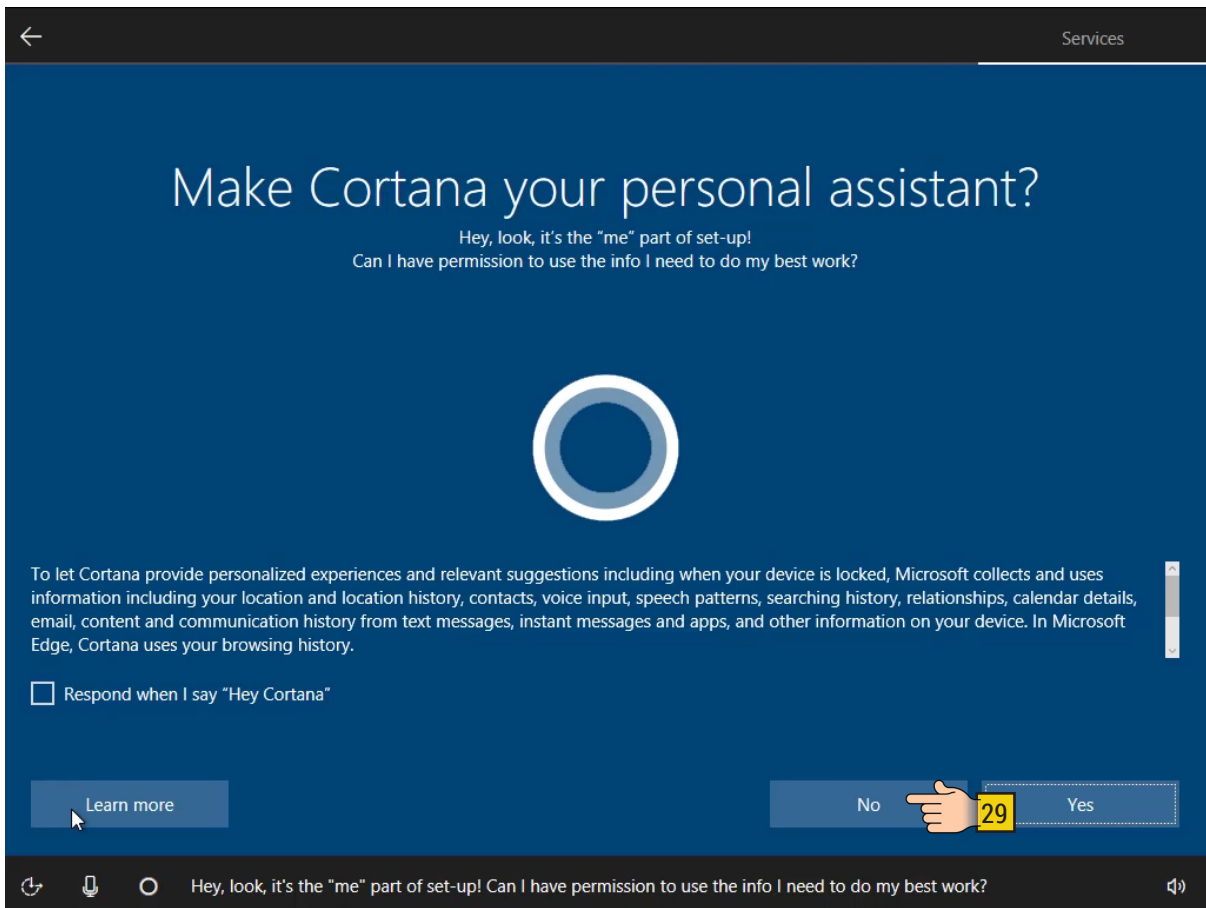 Services
Make Cortana your personal assistant?
Hey, look, it's the “me” part of set-up!
Can I have permission to use the info I need to do my best work?
To let Cortana provide personalized experiences and relevant suggestions including when your device is locked, Microsoft collects and uses
information including your location and location history, contacts, voice input, speech patterns, searching history, relationships, calendar details,
email, content and communication history from text messages, instant messages and apps, and other information on your device. In Microsoft
Edge, Cortana uses your browsing history.
Respond when I say “Hey Cortana”
Learn more
No
29
Yes
Hey, look, it's the "me" part of set-up! Can I have permission to use the info I need to do my best work?